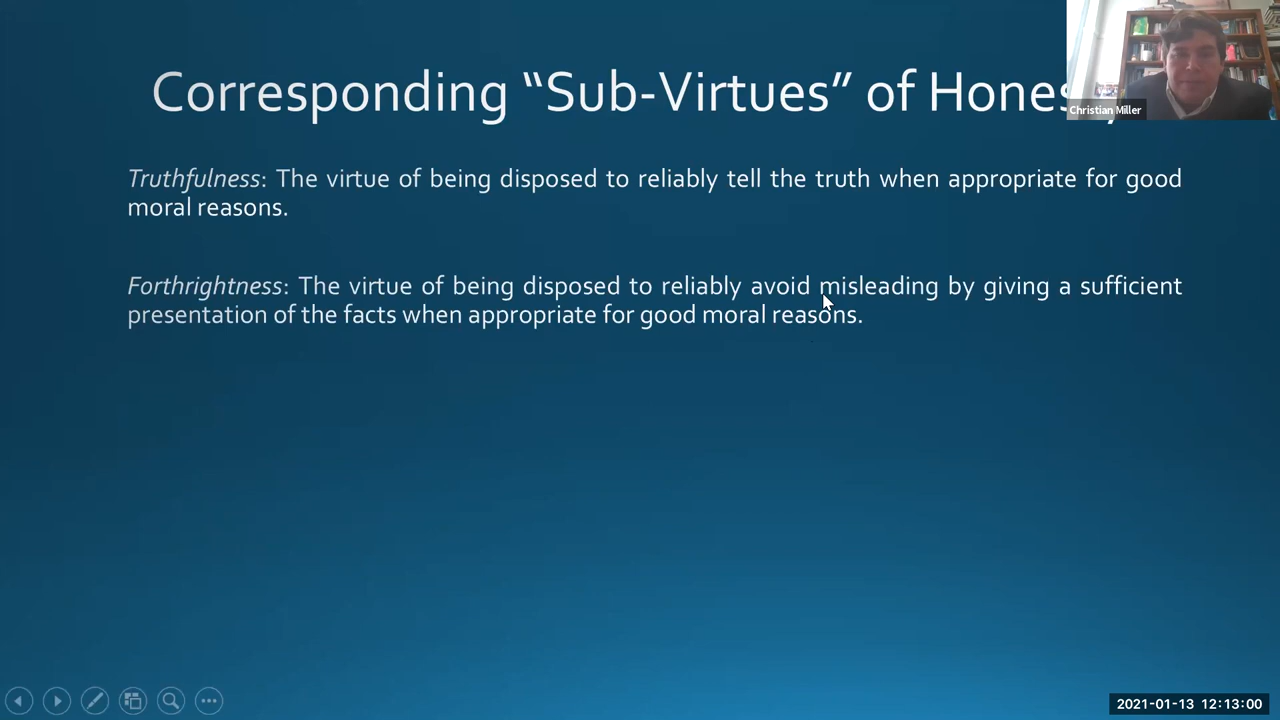 Corresponding “Sub-Virtues” of Hones
Christian Miller
Truthfulness: The virtue of being disposed to reliably tell the truth when appropriate for good
moral reasons.
Forthrightness: The virtue of being disposed to reliably avoid misleading by giving a sufficient
presentation of the facts when appropriate for good moral reasons.
2021-01-13 12:13:00